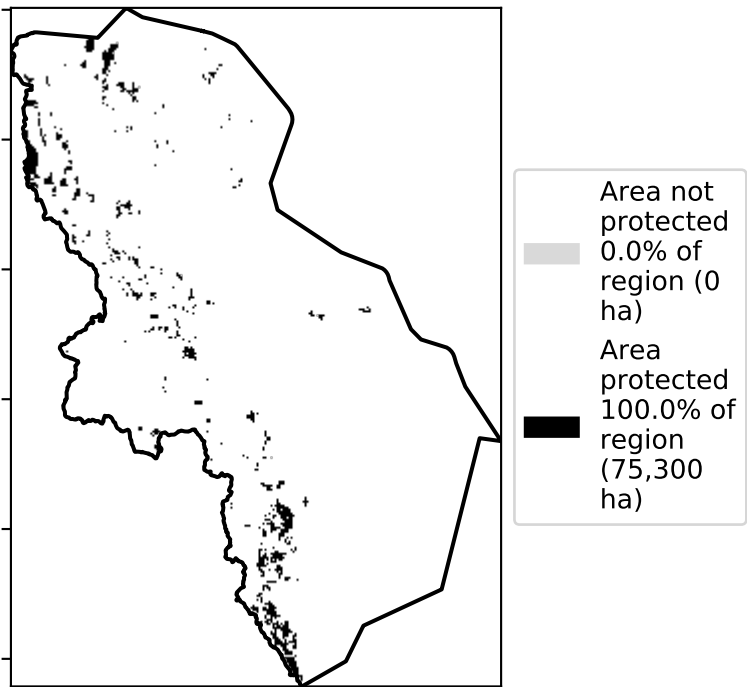 Area not
protected
0.0% of
region (0
ha)
Area
protected
100.0% of
region
(75,300
ha)